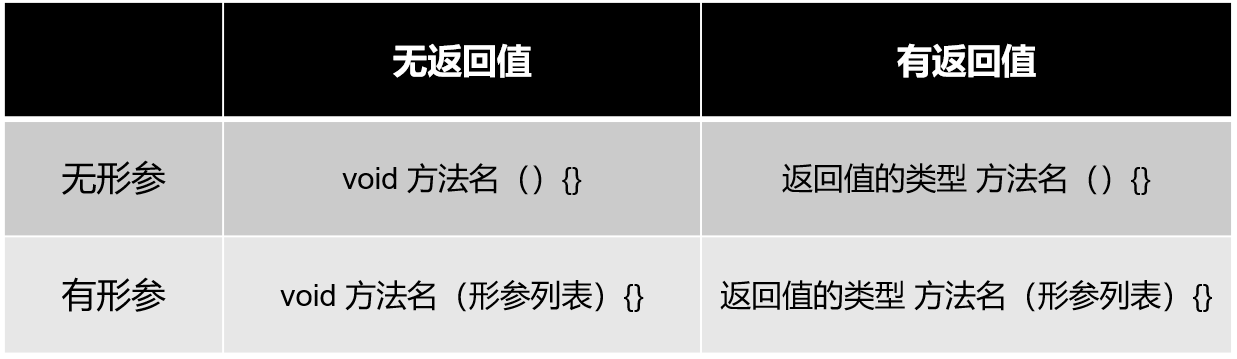 无返回值 有返回值
无形参 void 方法名（）{} 返回值的类型 方法名（）{}
有形参 void 方法名（形参列表）{} 返回值的类型 方法名（形参列表）{}